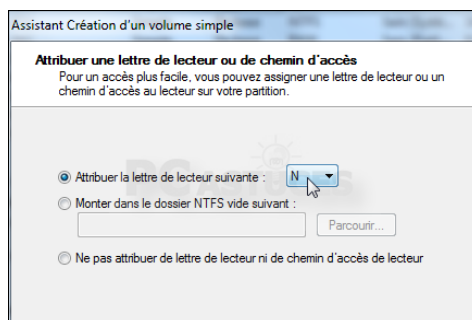 Assistant Création d'un volume simple
Attribuer une lettre de lecteur ou de chemin d'accès
Pour un accès plus facile, vous pouvez assigner une lettre de lecteur ou un
chemin d'accès au lecteur sur votre partition.
PC ASTUCES
Attribuer la lettre de lecteur suivante : N
Monter dans le dossier NTFS vide suivant :
Parcourir...
Ne pas attribuer de lettre de lecteur ni de chemin d'accès de lecteur